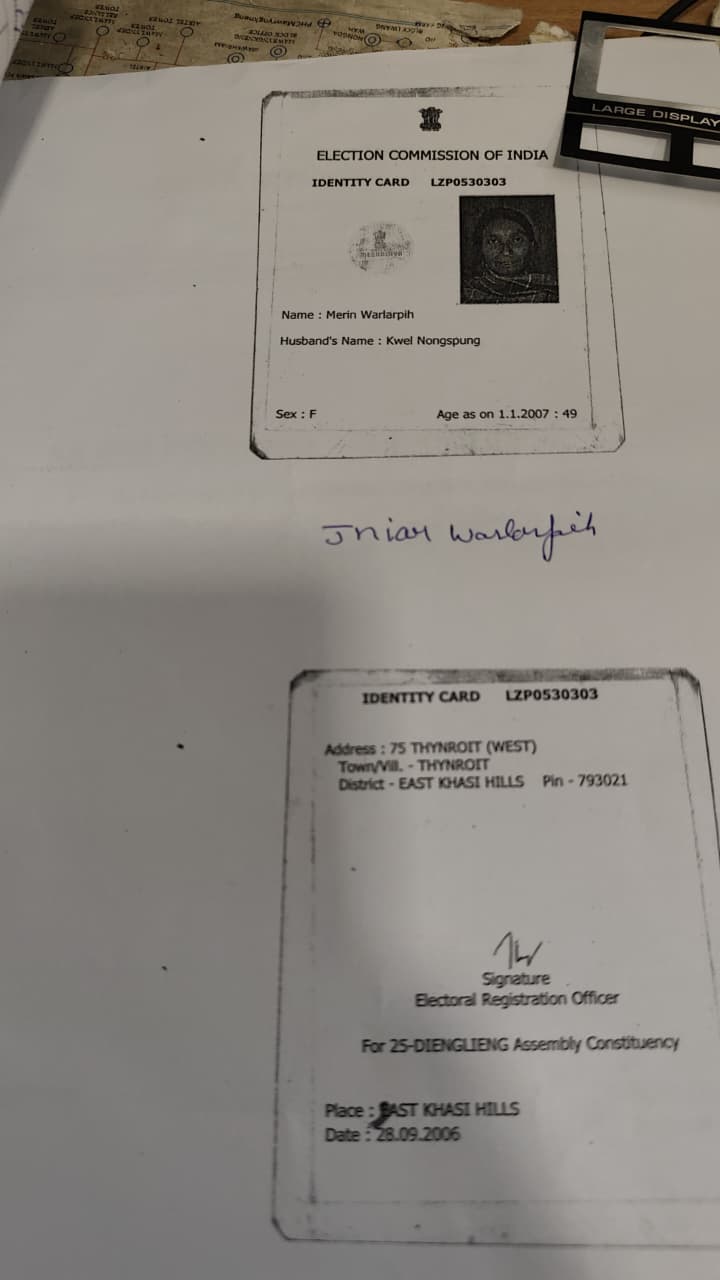 LARGE DISPLAY
ELECTION COMMISSION OF INDIA
IDENTITY CARD LZP0530303
Name : Merin Warlarpih
Husband's Name : Kwel Nongspung
Sex : F Age as on 1.1.2007 : 49
Jniar Warlarpih
IDENTITY CARD LZP0530303
Address : 75 THYNROIT (WEST)
Town/Vill. - THYNROIT
District - EAST KHASI HILLS Pin - 793021
Signature
Electoral Registration Officer
For 25-DIENGLIENG Assembly Constituency
Place : EAST KHASI HILLS
Date : 28.09.2006